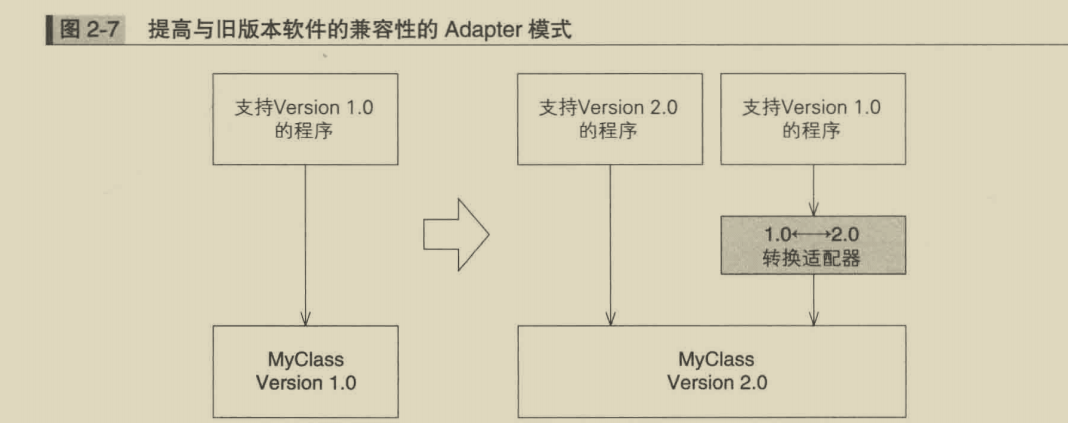 图 2-7 提高与旧版本软件的兼容性的 Adapter 模式
支持Version 1.0
的程序
支持Version 2.0
的程序
支持Version 1.0
的程序
1.0⟷2.0
转换适配器
MyClass
Version 1.0
MyClass
Version 2.0